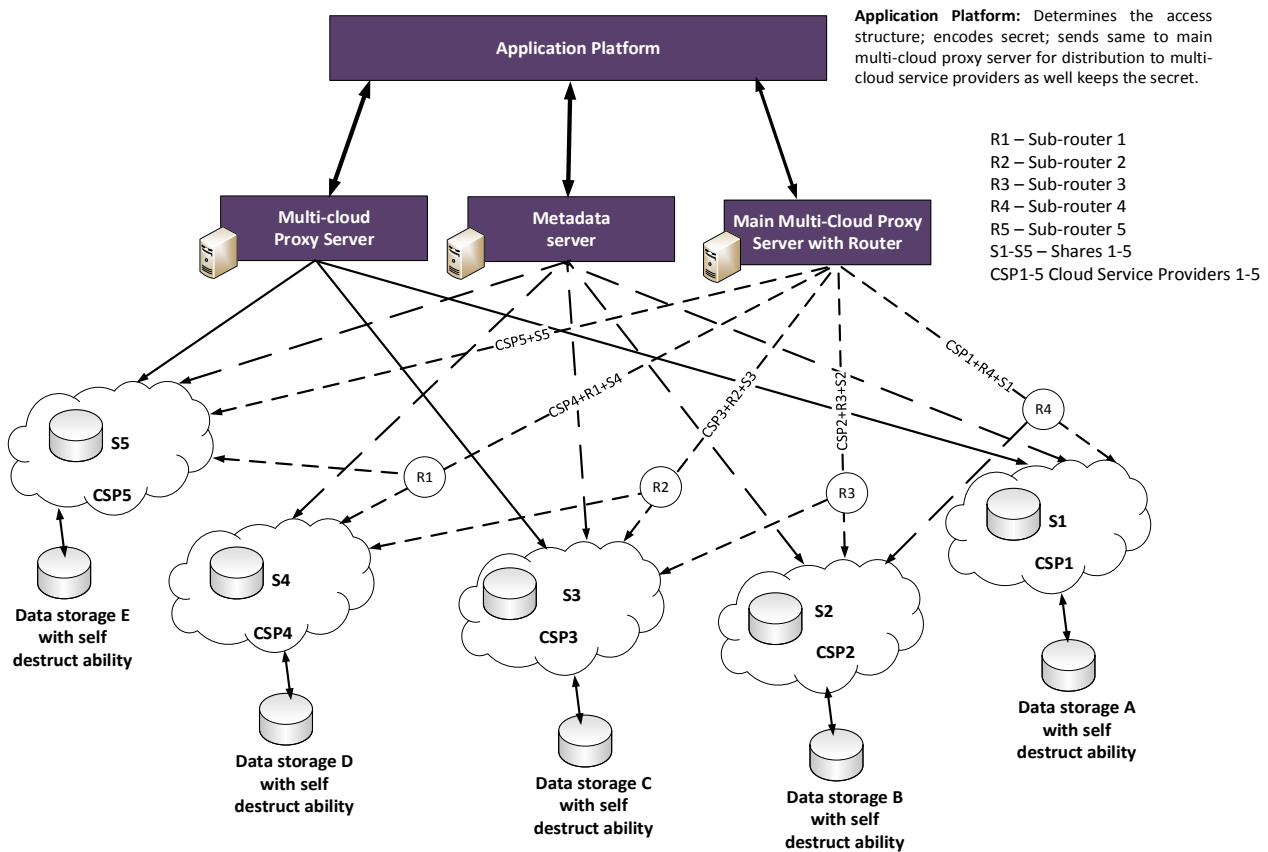 Application Platform
Application Platform: Determines the access
structure; encodes secret; sends same to main
multi-cloud proxy server for distribution to multi-
cloud service providers as well keeps the secret.
R1 – Sub-router 1
R2 – Sub-router 2
R3 – Sub-router 3
R4 – Sub-router 4
R5 – Sub-router 5
S1-S5 – Shares 1-5
CSP1-5 Cloud Service Providers 1-5
Multi-cloud
Proxy Server
Metadata
server
Main Multi-Cloud Proxy
Server with Router
CSP5+S5
CSP4+R1+S4
CSP3+R2+S3
CSP2+R3+S2
CSP1+R4+S1
R4
R1
R2
R3
S5
CSP5
S4
CSP4
S3
CSP3
S2
CSP2
S1
CSP1
Data storage E
with self
destruct ability
Data storage D
with self
destruct ability
Data storage C
with self
destruct ability
Data storage B
with self
destruct ability
Data storage A
with self
destruct ability